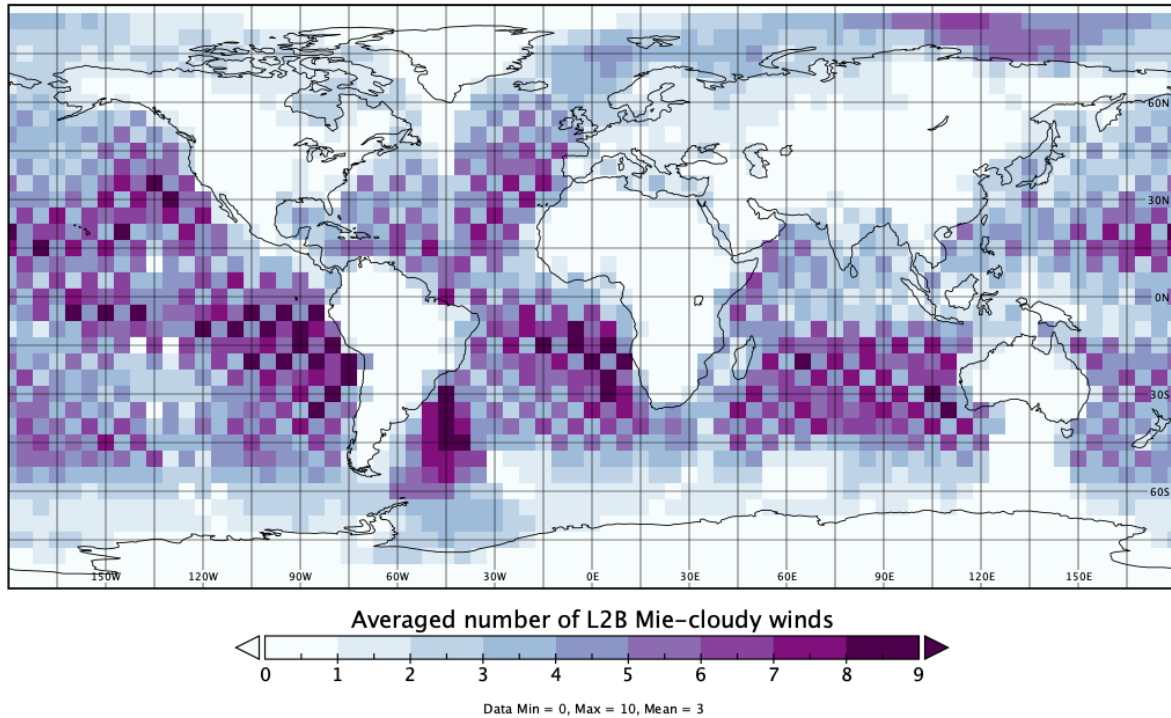 60N
30N
0N
30S
60S
150W 120W 90W 60W 30W 0E 30E 60E 90E 120E 150E
Averaged number of L2B Mie-cloudy winds
0 1 2 3 4 5 6 7 8 9
Data Min = 0, Max = 10, Mean = 3